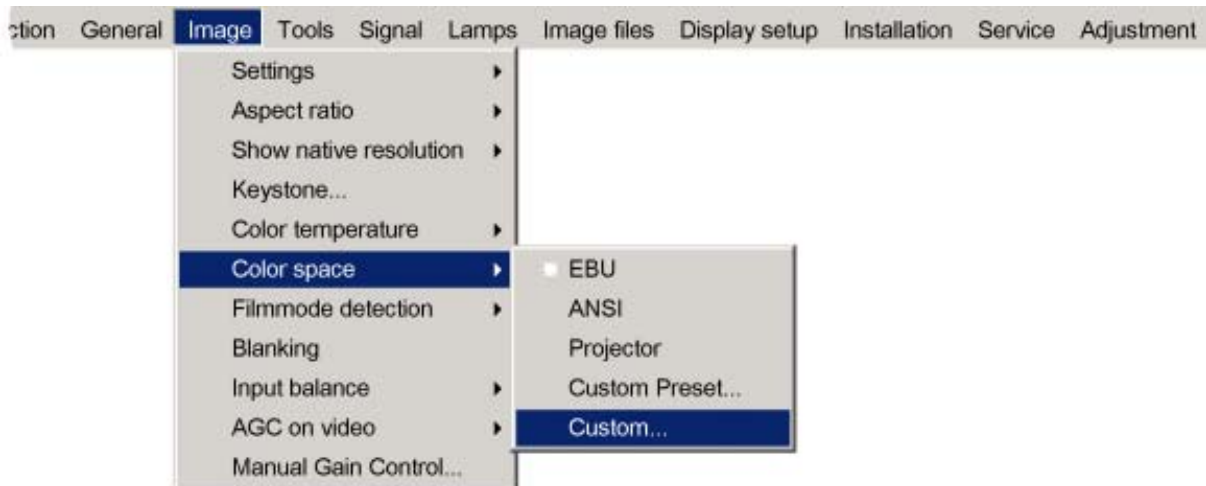 ction General Image Tools Signal Lamps Image files Display setup Installation Service Adjustment
Settings
Aspect ratio
Show native resolution
Keystone...
Color temperature
Color space
Filmmode detection
Blanking
Input balance
AGC on video
Manual Gain Control...
EBU
ANSI
Projector
Custom Preset...
Custom...